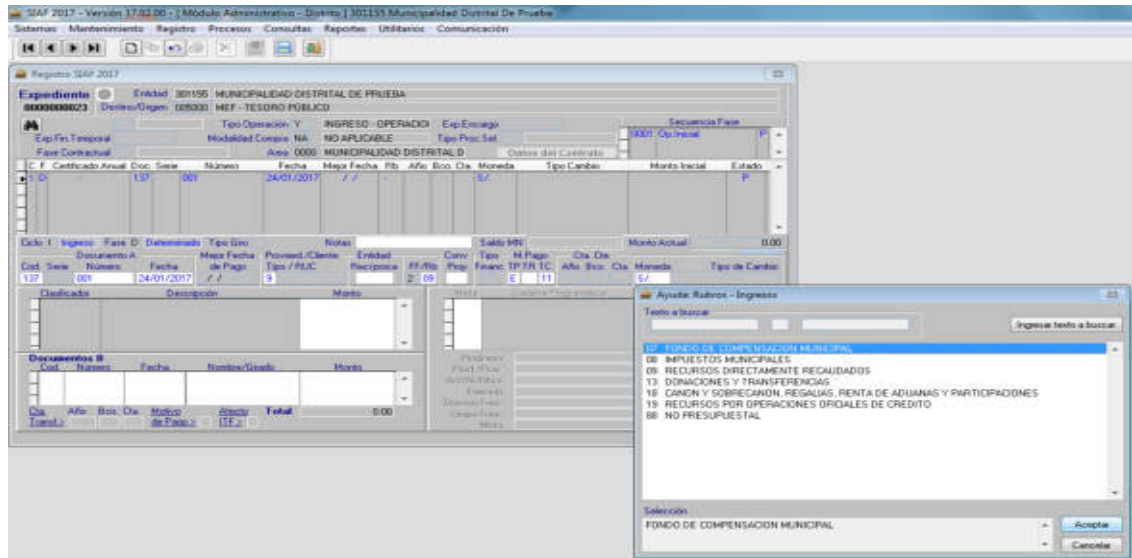 SIAF 2017 - Versión 17.02.00 - [ Módulo Administrativo - Distrito ] 301155 Municipalidad Distrital De Prueba
Sistemas Mantenimiento Registro Procesos Consultas Reportes Utilitarios Comunicación
Registro SIAF 2017
Expediente Entidad 301155 MUNICIPALIDAD DISTRITAL DE PRUEBA
0000000023 Destino/Origen 005000 MEF - TESORO PÚBLICO
Tipo Operación Y INGRESO - OPERACIO Exp.Encargo Secuencia Fase
Exp.Fin.Temporal Modalidad Compra NA NO APLICABLE Tipo Proc.Sel. 0001 Op.Inicial P
Fase Contractual Area 0000 MUNICIPALIDAD DISTRITAL D Datos del Contrato
C F Certificado Anual Doc. Serie Número Fecha Mejor Fecha Rb Año Bco. Cta. Moneda Tipo Cambio Monto Inicial Estado
D 137 001 24/01/2017 / / S/. P
Ciclo I Ingreso Fase D Determinado Tipo Giro Notas Saldo MN Monto Actual 0.00
Documento A Mejor Fecha Proveed./Cliente Entidad Conv Tipo M.Pago Cta. Cte.
Cod. Serie Número Fecha de Pago Tipo / RUC Recíproca FF/Rb Proy Financ TP TR TC Año Bco. Cta. Moneda Tipo de Cambio
137 001 24/01/2017 / / 9 2 09 E 11 S/.
Clasificador Descripción Monto Meta Cadena Programática
Documentos B
Cod. Número Fecha Nombre/Girado Monto
Cta. Año Bco. Cta. Motivo Afecto Total 0.00
Transf.> de Pago > ITF >
Ayuda: Rubros - Ingresos
Texto a buscar
Ingresar texto a buscar
07 FONDO DE COMPENSACION MUNICIPAL
08 IMPUESTOS MUNICIPALES
09 RECURSOS DIRECTAMENTE RECAUDADOS
13 DONACIONES Y TRANSFERENCIAS
18 CANON Y SOBRECANON, REGALIAS, RENTA DE ADUANAS Y PARTICIPACIONES
19 RECURSOS POR OPERACIONES OFICIALES DE CREDITO
88 NO PRESUPUESTAL
Selección
FONDO DE COMPENSACION MUNICIPAL
Aceptar
Cancelar